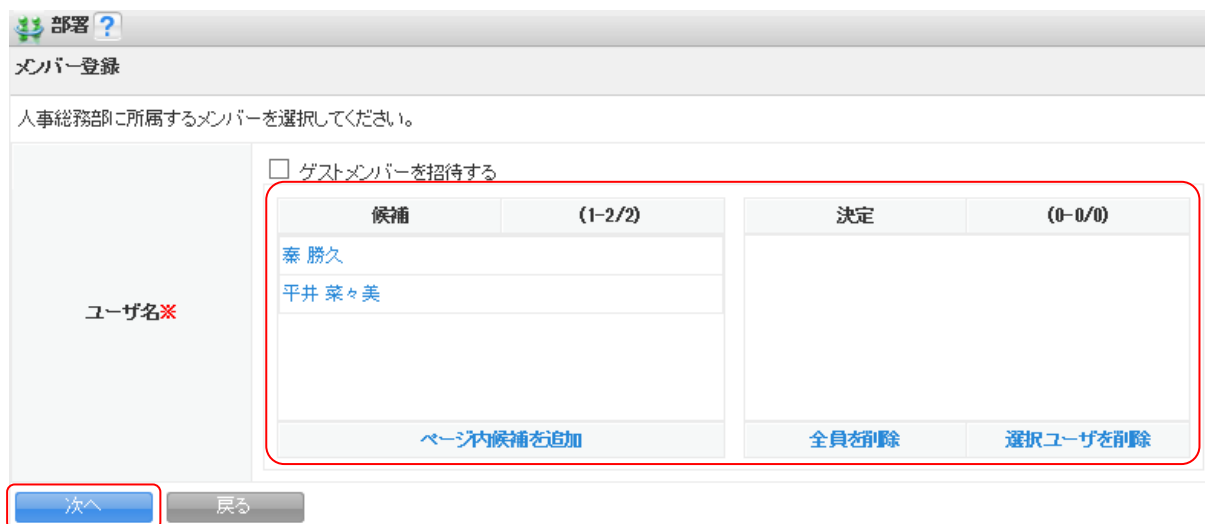 部署 ?
メンバー登録
人事総務部に所属するメンバーを選択してください。
ゲストメンバーを招待する
候補 (1-2/2) 決定 (0-0/0)
秦 勝久
平井 菜々美
ユーザ名※
ページ内候補を追加 全員を削除 選択ユーザを削除
次へ 戻る